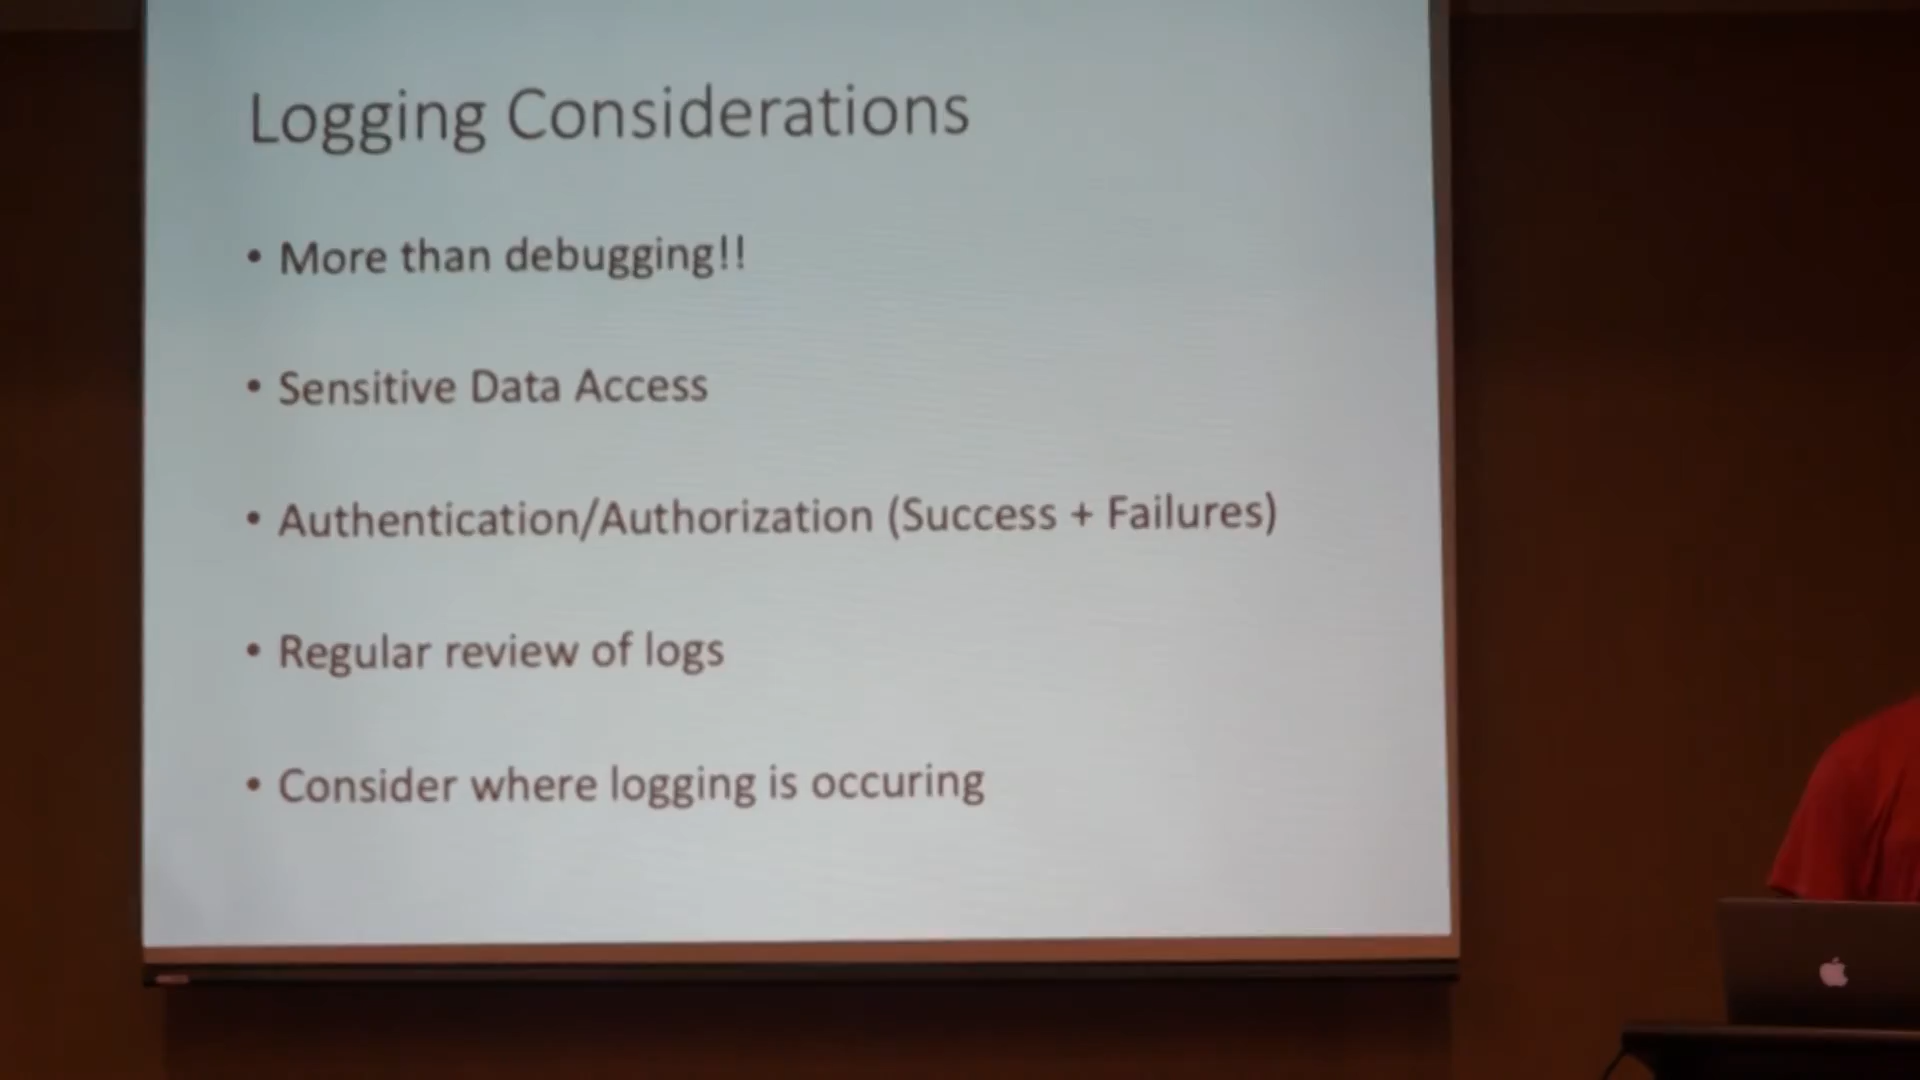 Logging Considerations
• More than debugging!!
• Sensitive Data Access
• Authentication/Authorization (Success + Failures)
• Regular review of logs
• Consider where logging is occuring